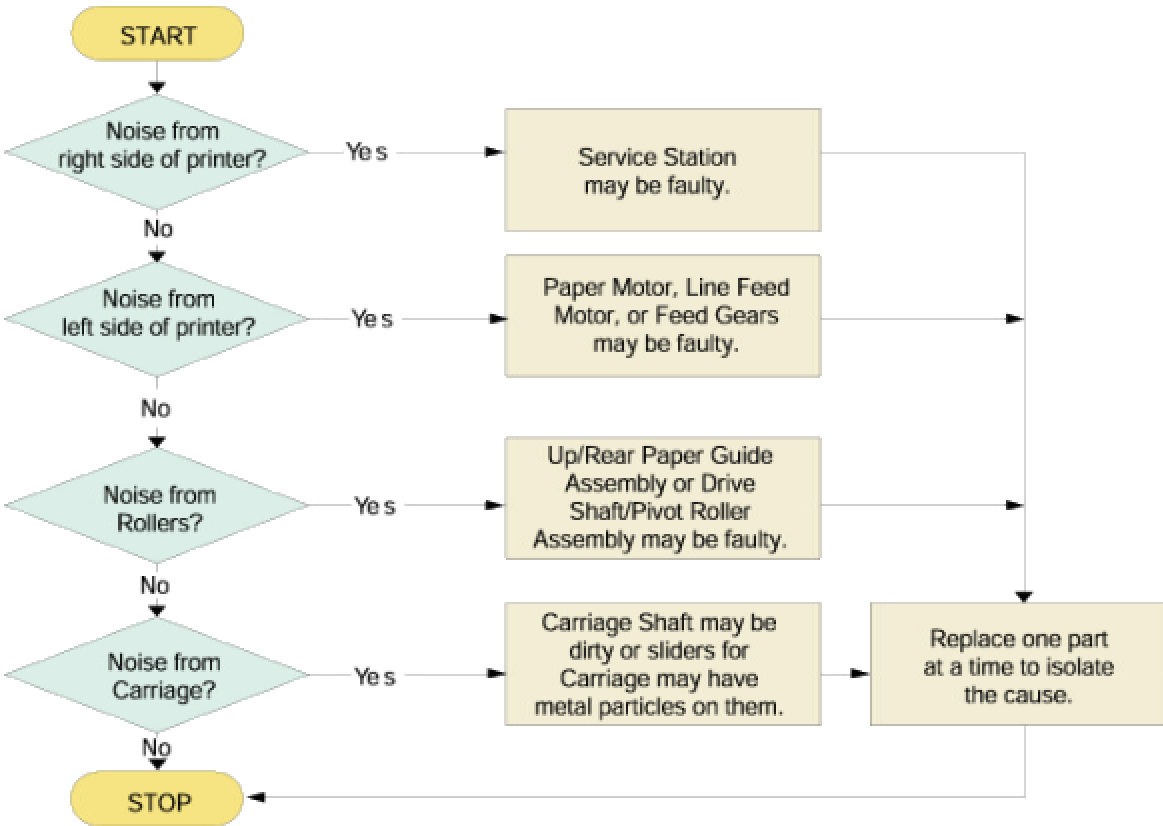 START
Noise from
right side of printer?
Yes
Service Station
may be faulty.
No
Noise from
left side of printer?
Yes
Paper Motor, Line Feed
Motor, or Feed Gears
may be faulty.
No
Noise from
Rollers?
Yes
Up/Rear Paper Guide
Assembly or Drive
Shaft/Pivot Roller
Assembly may be faulty.
No
Noise from
Carriage?
Yes
Carriage Shaft may be
dirty or sliders for
Carriage may have
metal particles on them.
Replace one part
at a time to isolate
the cause.
No
STOP